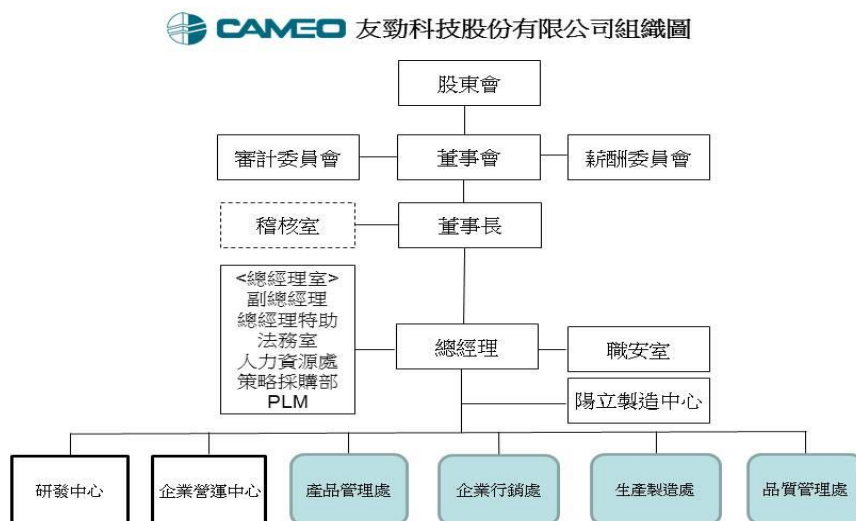 CAMEO 友勁科技股份有限公司組織圖
股東會
審計委員會
董事會
薪酬委員會
稽核室
董事長
<總經理室>
副總經理
總經理特助
法務室
人力資源處
策略採購部
PLM
總經理
職安室
陽立製造中心
研發中心
企業營運中心
產品管理處
企業行銷處
生產製造處
品質管理處